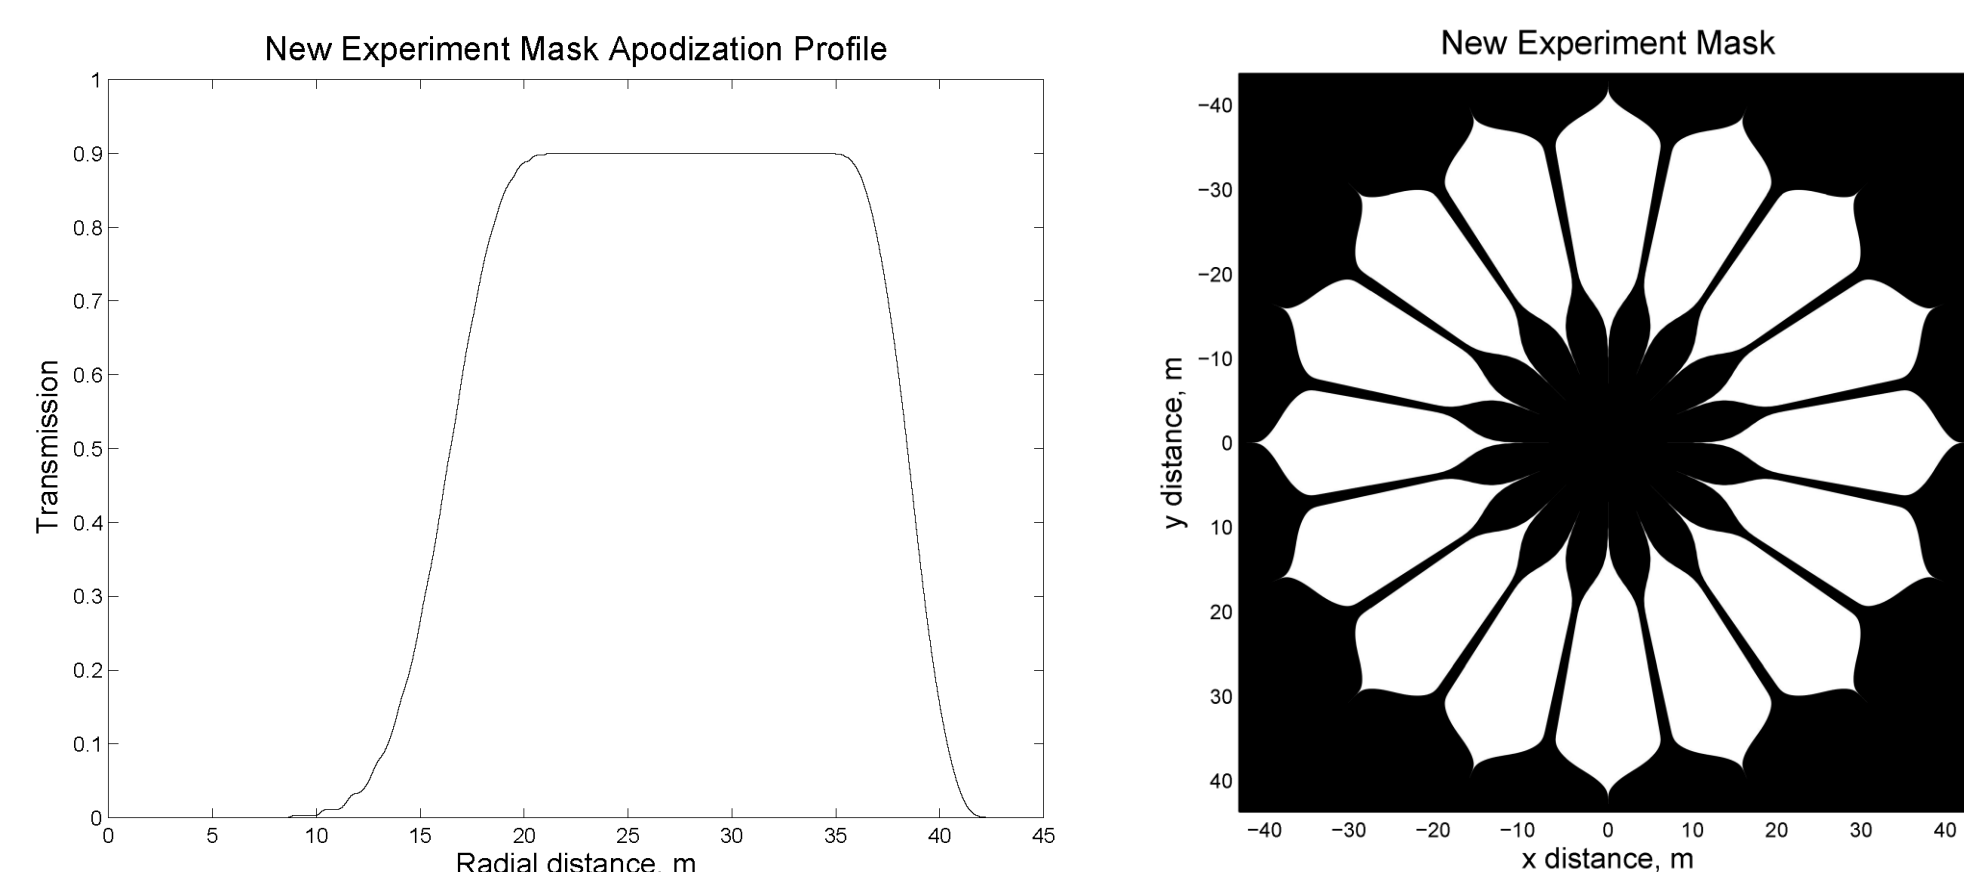 New Experiment Mask Apodization Profile
1
0.9
0.8
0.7
0.6
0.5
0.4
0.3
0.2
0.1
0
Transmission
0 5 10 15 20 25 30 35 40 45
Radial distance, m
New Experiment Mask
−40
−30
−20
−10
0
10
20
30
40
y distance, m
−40 −30 −20 −10 0 10 20 30 40
x distance, m